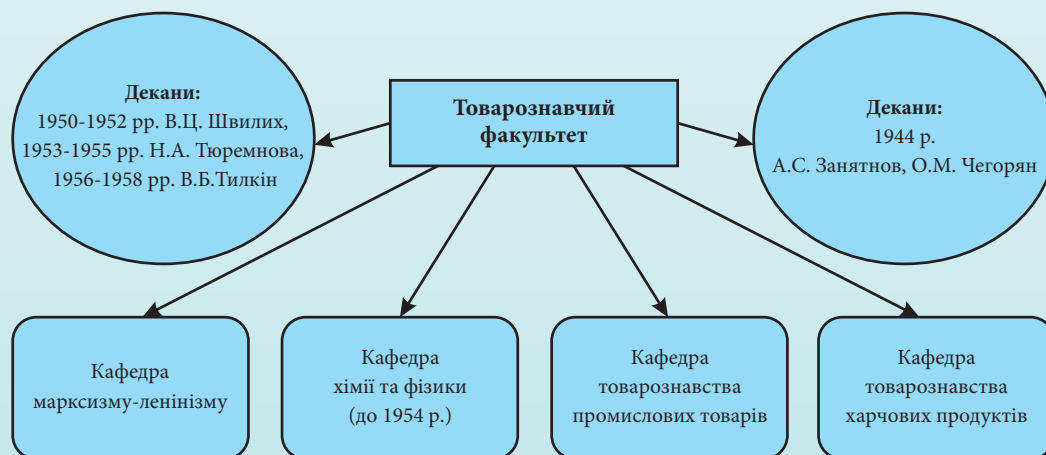 Декани:
1950-1952 рр. В.Ц. Швилих,
1953-1955 рр. Н.А. Тюремнова,
1956-1958 рр. В.Б.Тилкін
Товарознавчий
факультет
Декани:
1944 р.
А.С. Занятнов, О.М. Чегорян
Кафедра
марксизму-ленінізму
Кафедра
хімії та фізики
(до 1954 р.)
Кафедра
товарознавства
промислових товарів
Кафедра
товарознавства
харчових продуктів